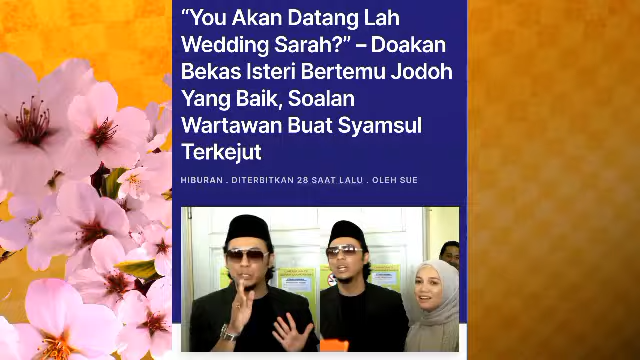 “You Akan Datang Lah
Wedding Sarah?” – Doakan
Bekas Isteri Bertemu Jodoh
Yang Baik, Soalan
Wartawan Buat Syamsul
Terkejut
HIBURAN . DITERBITKAN 28 SAAT LALU . OLEH SUE